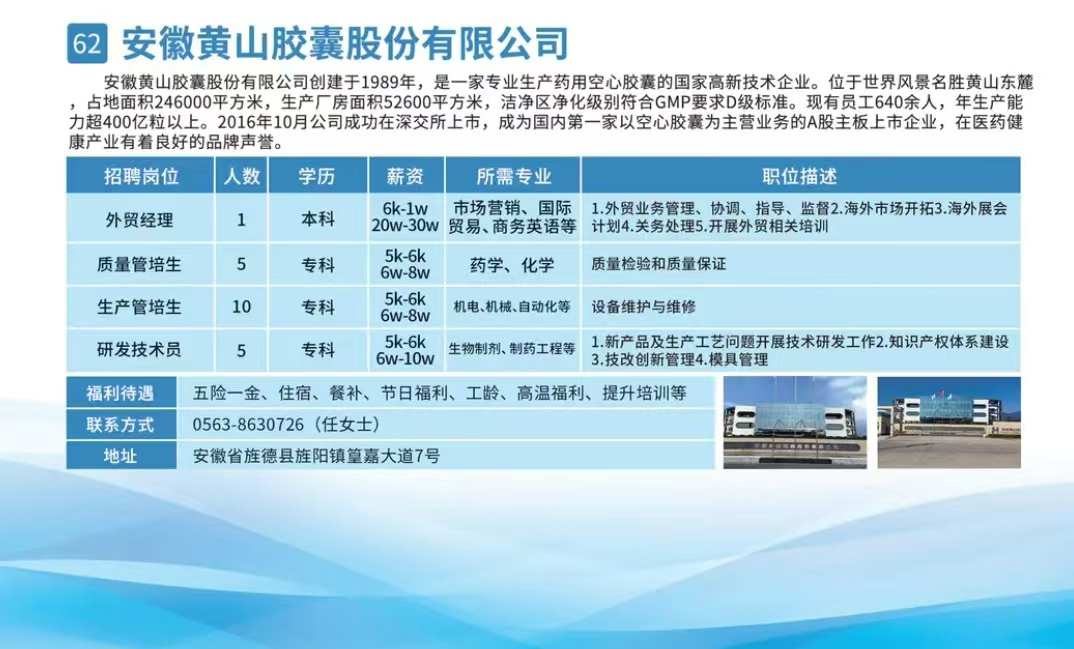 62 安徽黄山胶囊股份有限公司
安徽黄山胶囊股份有限公司创建于1989年，是一家专业生产药用空心胶囊的国家高新技术企业。位于世界风景名胜黄山东麓
，占地面积246000平方米，生产厂房面积52600平方米，洁净区净化级别符合GMP要求D级标准。现有员工640余人，年生产能
力超400亿粒以上。2016年10月公司成功在深交所上市，成为国内第一家以空心胶囊为主营业务的A股主板上市企业，在医药健
康产业有着良好的品牌声誉。
招聘岗位 人数 学历 薪资 所需专业 职位描述
外贸经理 1 本科 6k-1w 20w-30w 市场营销、国际 贸易、商务英语等 1.外贸业务管理、协调、指导、监督2.海外市场开拓3.海外展会
计划4.关务处理5.开展外贸相关培训
质量管培生 5 专科 5k-6k 6w-8w 药学、化学 质量检验和质量保证
生产管培生 10 专科 5k-6k 6w-8w 机电、机械、自动化等 设备维护与维修
研发技术员 5 专科 5k-6k 6w-10w 生物制剂、制药工程等 1.新产品及生产工艺问题开展技术研发工作2.知识产权体系建设
3.技改创新管理4.模具管理
福利待遇 五险一金、住宿、餐补、节日福利、工龄、高温福利、提升培训等
联系方式 0563-8630726（任女士）
地址 安徽省旌德县旌阳镇篁嘉大道7号